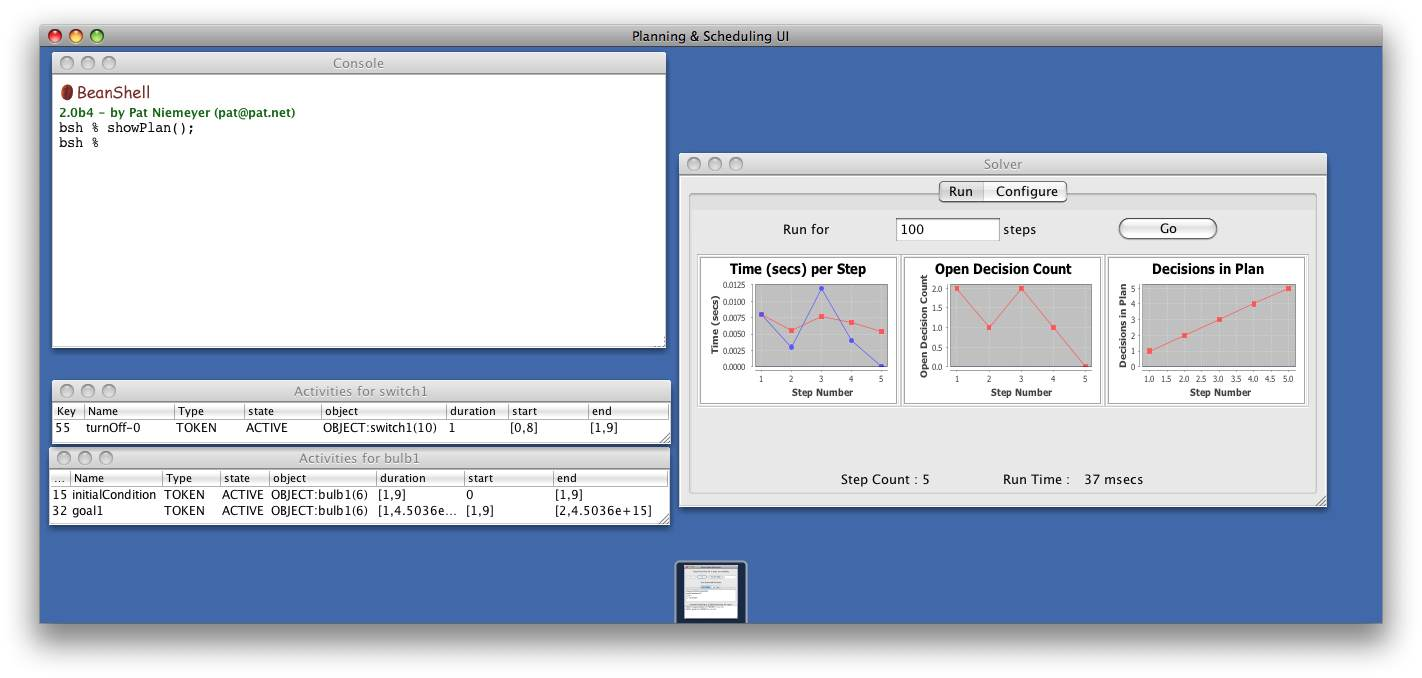 Planning & Scheduling UI
Console
BeanShell
2.0b4 - by Pat Niemeyer (pat@pat.net)
bsh % showPlan();
bsh %
Activities for switch1
Key Name Type state object duration start end
55 turnOff-0 TOKEN ACTIVE OBJECT:switch1(10) 1 [0,8] [1,9]
Activities for bulb1
... Name Type state object duration start end
15 initialCondition TOKEN ACTIVE OBJECT:bulb1(6) [1,9] 0 [1,9]
32 goal1 TOKEN ACTIVE OBJECT:bulb1(6) [1,4.5036e... [1,9] [2,4.5036e+15]
Solver
Run Configure
Run for 100 steps Go
Time (secs) per Step
Time (secs)
0.0125
0.0100
0.0075
0.0050
0.0025
0.0000
1 2 3 4 5
Step Number
Open Decision Count
Open Decision Count
2.0
1.5
1.0
0.5
0.0
1 2 3 4 5
Step Number
Decisions in Plan
Decisions in Plan
5
4
3
2
1
0
1.0 1.5 2.0 2.5 3.0 3.5 4.0 4.5 5.0
Step Number
Step Count : 5 Run Time : 37 msecs